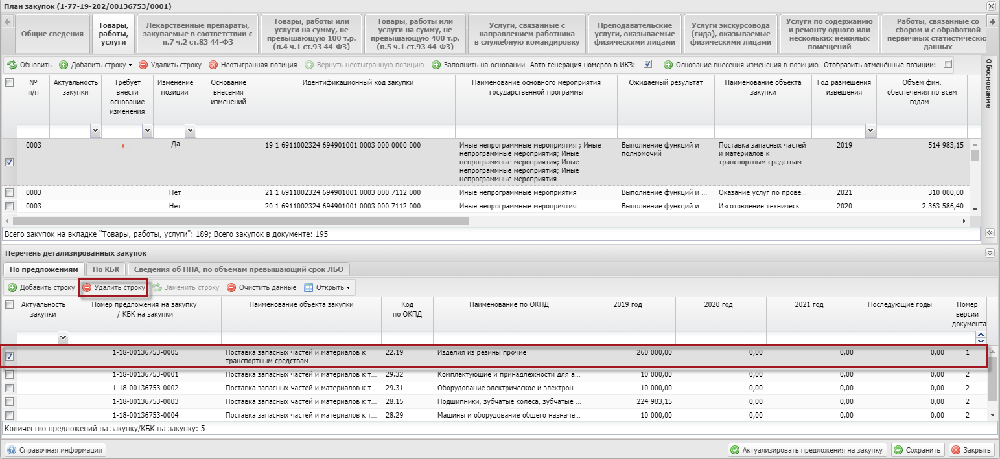 План закупок (1-77-19-202/00136753/0001)
Общие сведения
Товары,
работы,
услуги
Лекарственные препараты,
закупаемые в соответствии с
п.7 ч.2 ст.83 44-ФЗ
Товары, работы или
услуги на сумму, не
превышающую 100 т.р.
(п.4 ч.1 ст.93 44-ФЗ)
Товары, работы или
услуги на сумму, не
превышающую 400 т.р.
(п.5 ч.1 ст.93 44-ФЗ)
Услуги, связанные с
направлением работника
в служебную командировку
Преподавательские
услуги, оказываемые
физическими лицами
Услуги экскурсовода
(гида), оказываемые
физическими лицами
Услуги по содержанию
и ремонту одного или
нескольких нежилых
помещений
Работы, связанные со
сбором и с обработкой
первичных статистических
данных
Обновить Добавить строку Удалить строку Неотыгранная позиция Вернуть неотыгранную позицию Заполнить на основании Авто генерация номеров в ИКЗ: Основание внесения изменения в позицию Отобразить отменённые позиции:
Обоснование
№
п/п
Актуальность
закупки
Требует
внести
основание
изменения
Изменение
позиции
Основание
внесения
изменений
Идентификационный код закупки
Наименование основного мероприятия
государственной программы
Ожидаемый результат
Наименование объекта
закупки
Год размещения
извещения
Объем фин.
обеспечения по всем
годам
0003 ! Да 19 1 6911002324 694901001 0003 000 0000 000
Иные непрограммные мероприятия ; Иные
непрограммные мероприятия; Иные
непрограммные мероприятия; Иные
непрограммные мероприятия; Иные
непрограммные мероприятия
Выполнение функций и
полномочий
Поставка запасных частей
и материалов к
транспортным средствам
2019 514 983,15
0003 Нет 21 1 6911002324 694901001 0003 000 7112 000 Иные непрограммные мероприятия Выполнение функций и ... Оказание услуг по прове... 2021 310 000,00
0003 Нет 20 1 6911002324 694901001 0003 000 7112 000 Иные непрограммные мероприятия Выполнение функций и ... Изготовление техническ... 2020 2 363 586,40
Всего закупок на вкладке "Товары, работы, услуги": 189; Всего закупок в документе: 195
Перечень детализированных закупок
По предложениям По КБК Сведения об НПА, по объемам превышающий срок ЛБО
Добавить строку Удалить строку Заменить строку Очистить данные Открыть
Актуальность
закупки
Номер предложения на закупку
/ КБК на закупки
Наименование объекта закупки
Код
по ОКПД
Наименование по ОКПД
2019 год
2020 год
2021 год
Последующие годы
Номер
версии
документа
1-18-00136753-0005
Поставка запасных частей и материалов к
транспортным средствам
22.19 Изделия из резины прочие 260 000,00 0,00 0,00 0,00 1
1-18-00136753-0001 Поставка запасных частей и материалов к т... 29.32 Комплектующие и принадлежности для а... 10 000,00 0,00 0,00 0,00 2
1-18-00136753-0002 Поставка запасных частей и материалов к т... 29.31 Оборудование электрическое и электрон... 10 000,00 0,00 0,00 0,00 2
1-18-00136753-0003 Поставка запасных частей и материалов к т... 28.15 Подшипники, зубчатые колеса, зубчатые ... 224 983,15 0,00 0,00 0,00 2
1-18-00136753-0004 Поставка запасных частей и материалов к т... 28.29 Машины и оборудование общего назначе... 10 000,00 0,00 0,00 0,00 2
Количество предложений на закупку/КБК на закупку: 5
Справочная информация Актуализировать предложения на закупку Сохранить Закрыть